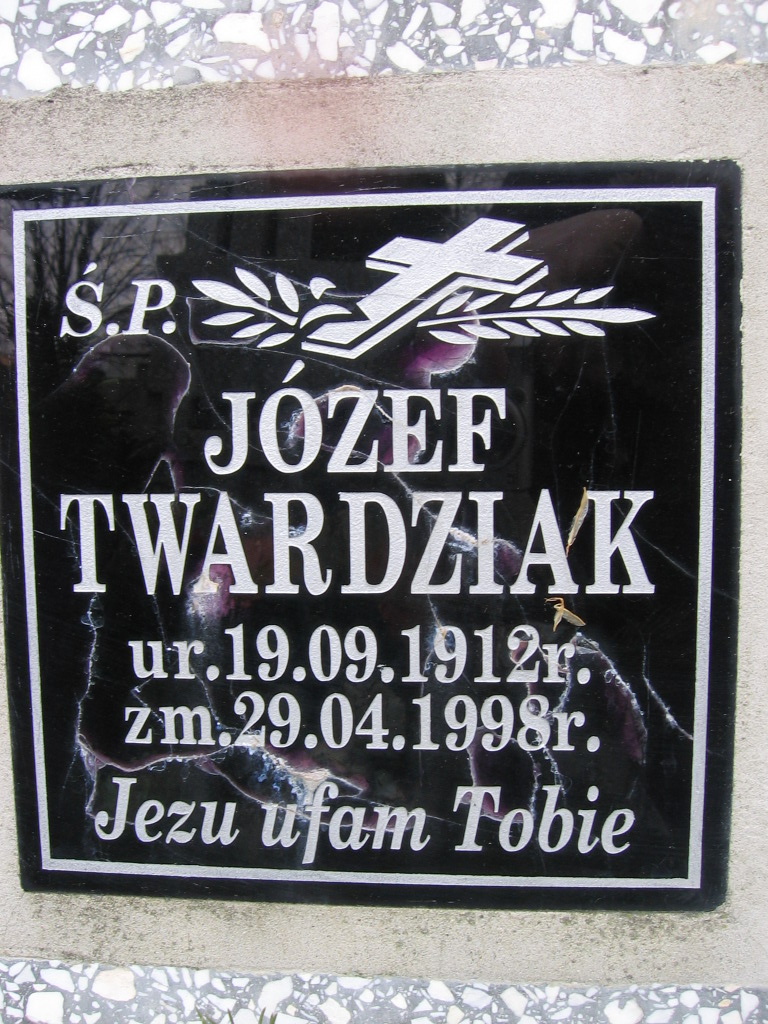 Ś.P.
JÓZEF
TWARDZIAK
ur.19.09.1912r.
zm.29.04.1998r.
Jezu ufam Tobie